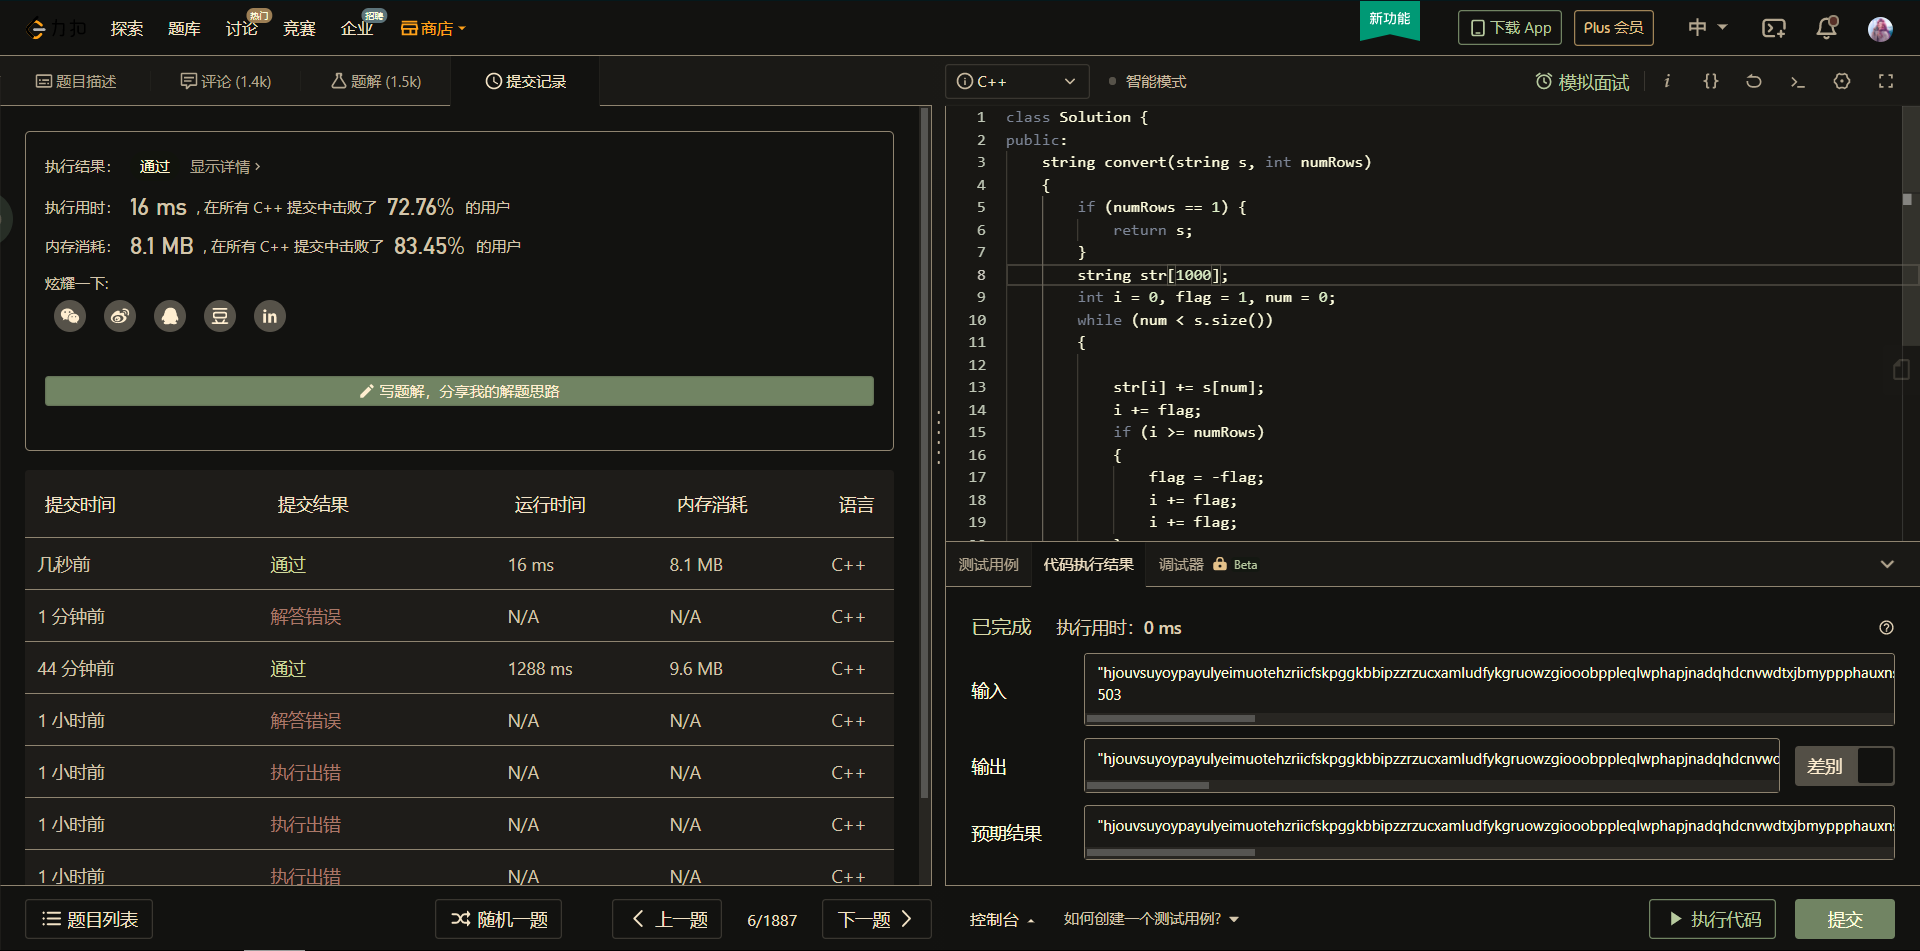 力扣 探索 题库 讨论 热门 竞赛 企业 招聘 商店 新功能 下载 App Plus 会员 中
题目描述 评论 (1.4k) 题解 (1.5k) 提交记录
执行结果： 通过 显示详情 ›
执行用时： 16 ms , 在所有 C++ 提交中击败了 72.76% 的用户
内存消耗： 8.1 MB , 在所有 C++ 提交中击败了 83.45% 的用户
炫耀一下:
豆 in
写题解，分享我的解题思路
提交时间 提交结果 运行时间 内存消耗 语言
几秒前 通过 16 ms 8.1 MB C++
1 分钟前 解答错误 N/A N/A C++
44 分钟前 通过 1288 ms 9.6 MB C++
1 小时前 解答错误 N/A N/A C++
1 小时前 执行出错 N/A N/A C++
1 小时前 执行出错 N/A N/A C++
1 小时前 执行出错 N/A N/A C++
题目列表 随机一题 上一题 6/1887 下一题
C++ 智能模式 模拟面试 i {}
1 class Solution {
2 public:
3 string convert(string s, int numRows)
4 {
5 if (numRows == 1) {
6 return s;
7 }
8 string str[1000];
9 int i = 0, flag = 1, num = 0;
10 while (num < s.size())
11 {
12
13 str[i] += s[num];
14 i += flag;
15 if (i >= numRows)
16 {
17 flag = -flag;
18 i += flag;
19 i += flag;
测试用例 代码执行结果 调试器 Beta
已完成 执行用时：0 ms
输入
"hjouvsuyoypayulyeimuotehzriicfskpggkbbipzzrzucxamludfykgruowzgiooobppleqlwphapjnadqhdcnvwdtxjbmyppphauxns
503
输出
"hjouvsuyoypayulyeimuotehzriicfskpggkbbipzzrzucxamludfykgruowzgiooobppleqlwphapjnadqhdcnvwd
差别
预期结果
"hjouvsuyoypayulyeimuotehzriicfskpggkbbipzzrzucxamludfykgruowzgiooobppleqlwphapjnadqhdcnvwdtxjbmyppphauxns
控制台 如何创建一个测试用例? 执行代码 提交